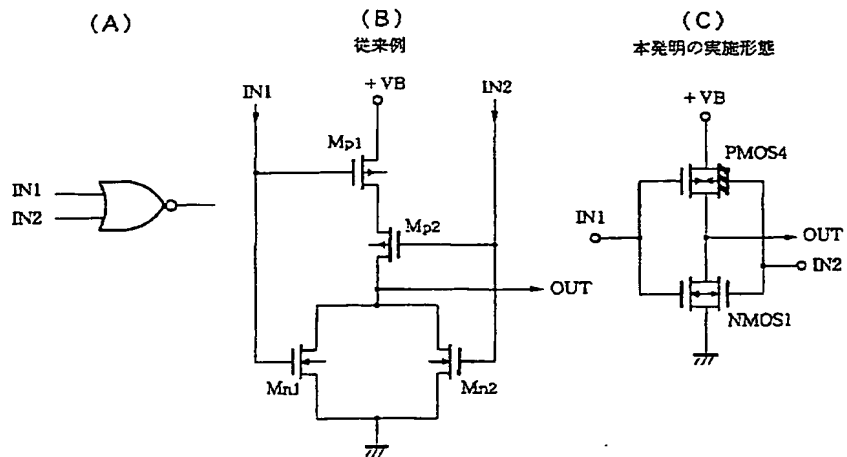 (A)
IN1
IN2
(B)
従来例
IN1
+VB
IN2
Mp1
Mp2
OUT
Mn1
Mn2
(C)
本発明の実施形態
+VB
PMOS4
IN1
OUT
IN2
NMOS1